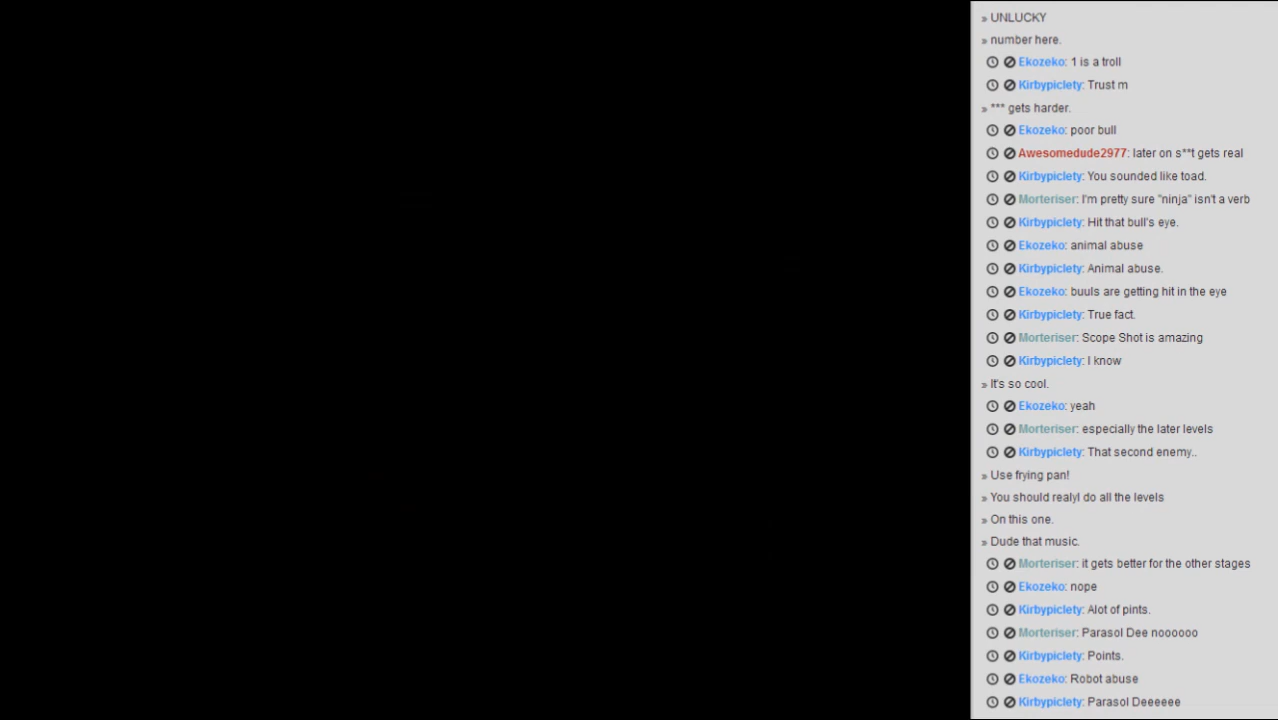 » UNLUCKY
» number here.
Ekozeko: 1 is a troll
Kirbypiclety: Trust m
» *** gets harder.
Ekozeko: poor bull
Awesomedude2977: later on s**t gets real
Kirbypiclety: You sounded like toad.
Morteriser: I'm pretty sure "ninja" isn't a verb
Kirbypiclety: Hit that bull's eye.
Ekozeko: animal abuse
Kirbypiclety: Animal abuse.
Ekozeko: buuls are getting hit in the eye
Kirbypiclety: True fact.
Morteriser: Scope Shot is amazing
Kirbypiclety: I know
» It's so cool.
Ekozeko: yeah
Morteriser: especially the later levels
Kirbypiclety: That second enemy..
» Use frying pan!
» You should realyl do all the levels
» On this one.
» Dude that music.
Morteriser: it gets better for the other stages
Ekozeko: nope
Kirbypiclety: Alot of pints.
Morteriser: Parasol Dee noooooo
Kirbypiclety: Points.
Ekozeko: Robot abuse
Kirbypiclety: Parasol Deeeeee